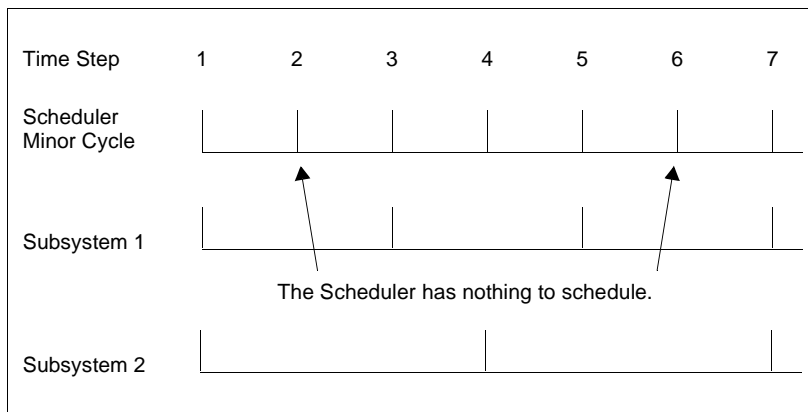 Time Step 1 2 3 4 5 6 7
Scheduler
Minor Cycle
Subsystem 1
The Scheduler has nothing to schedule.
Subsystem 2